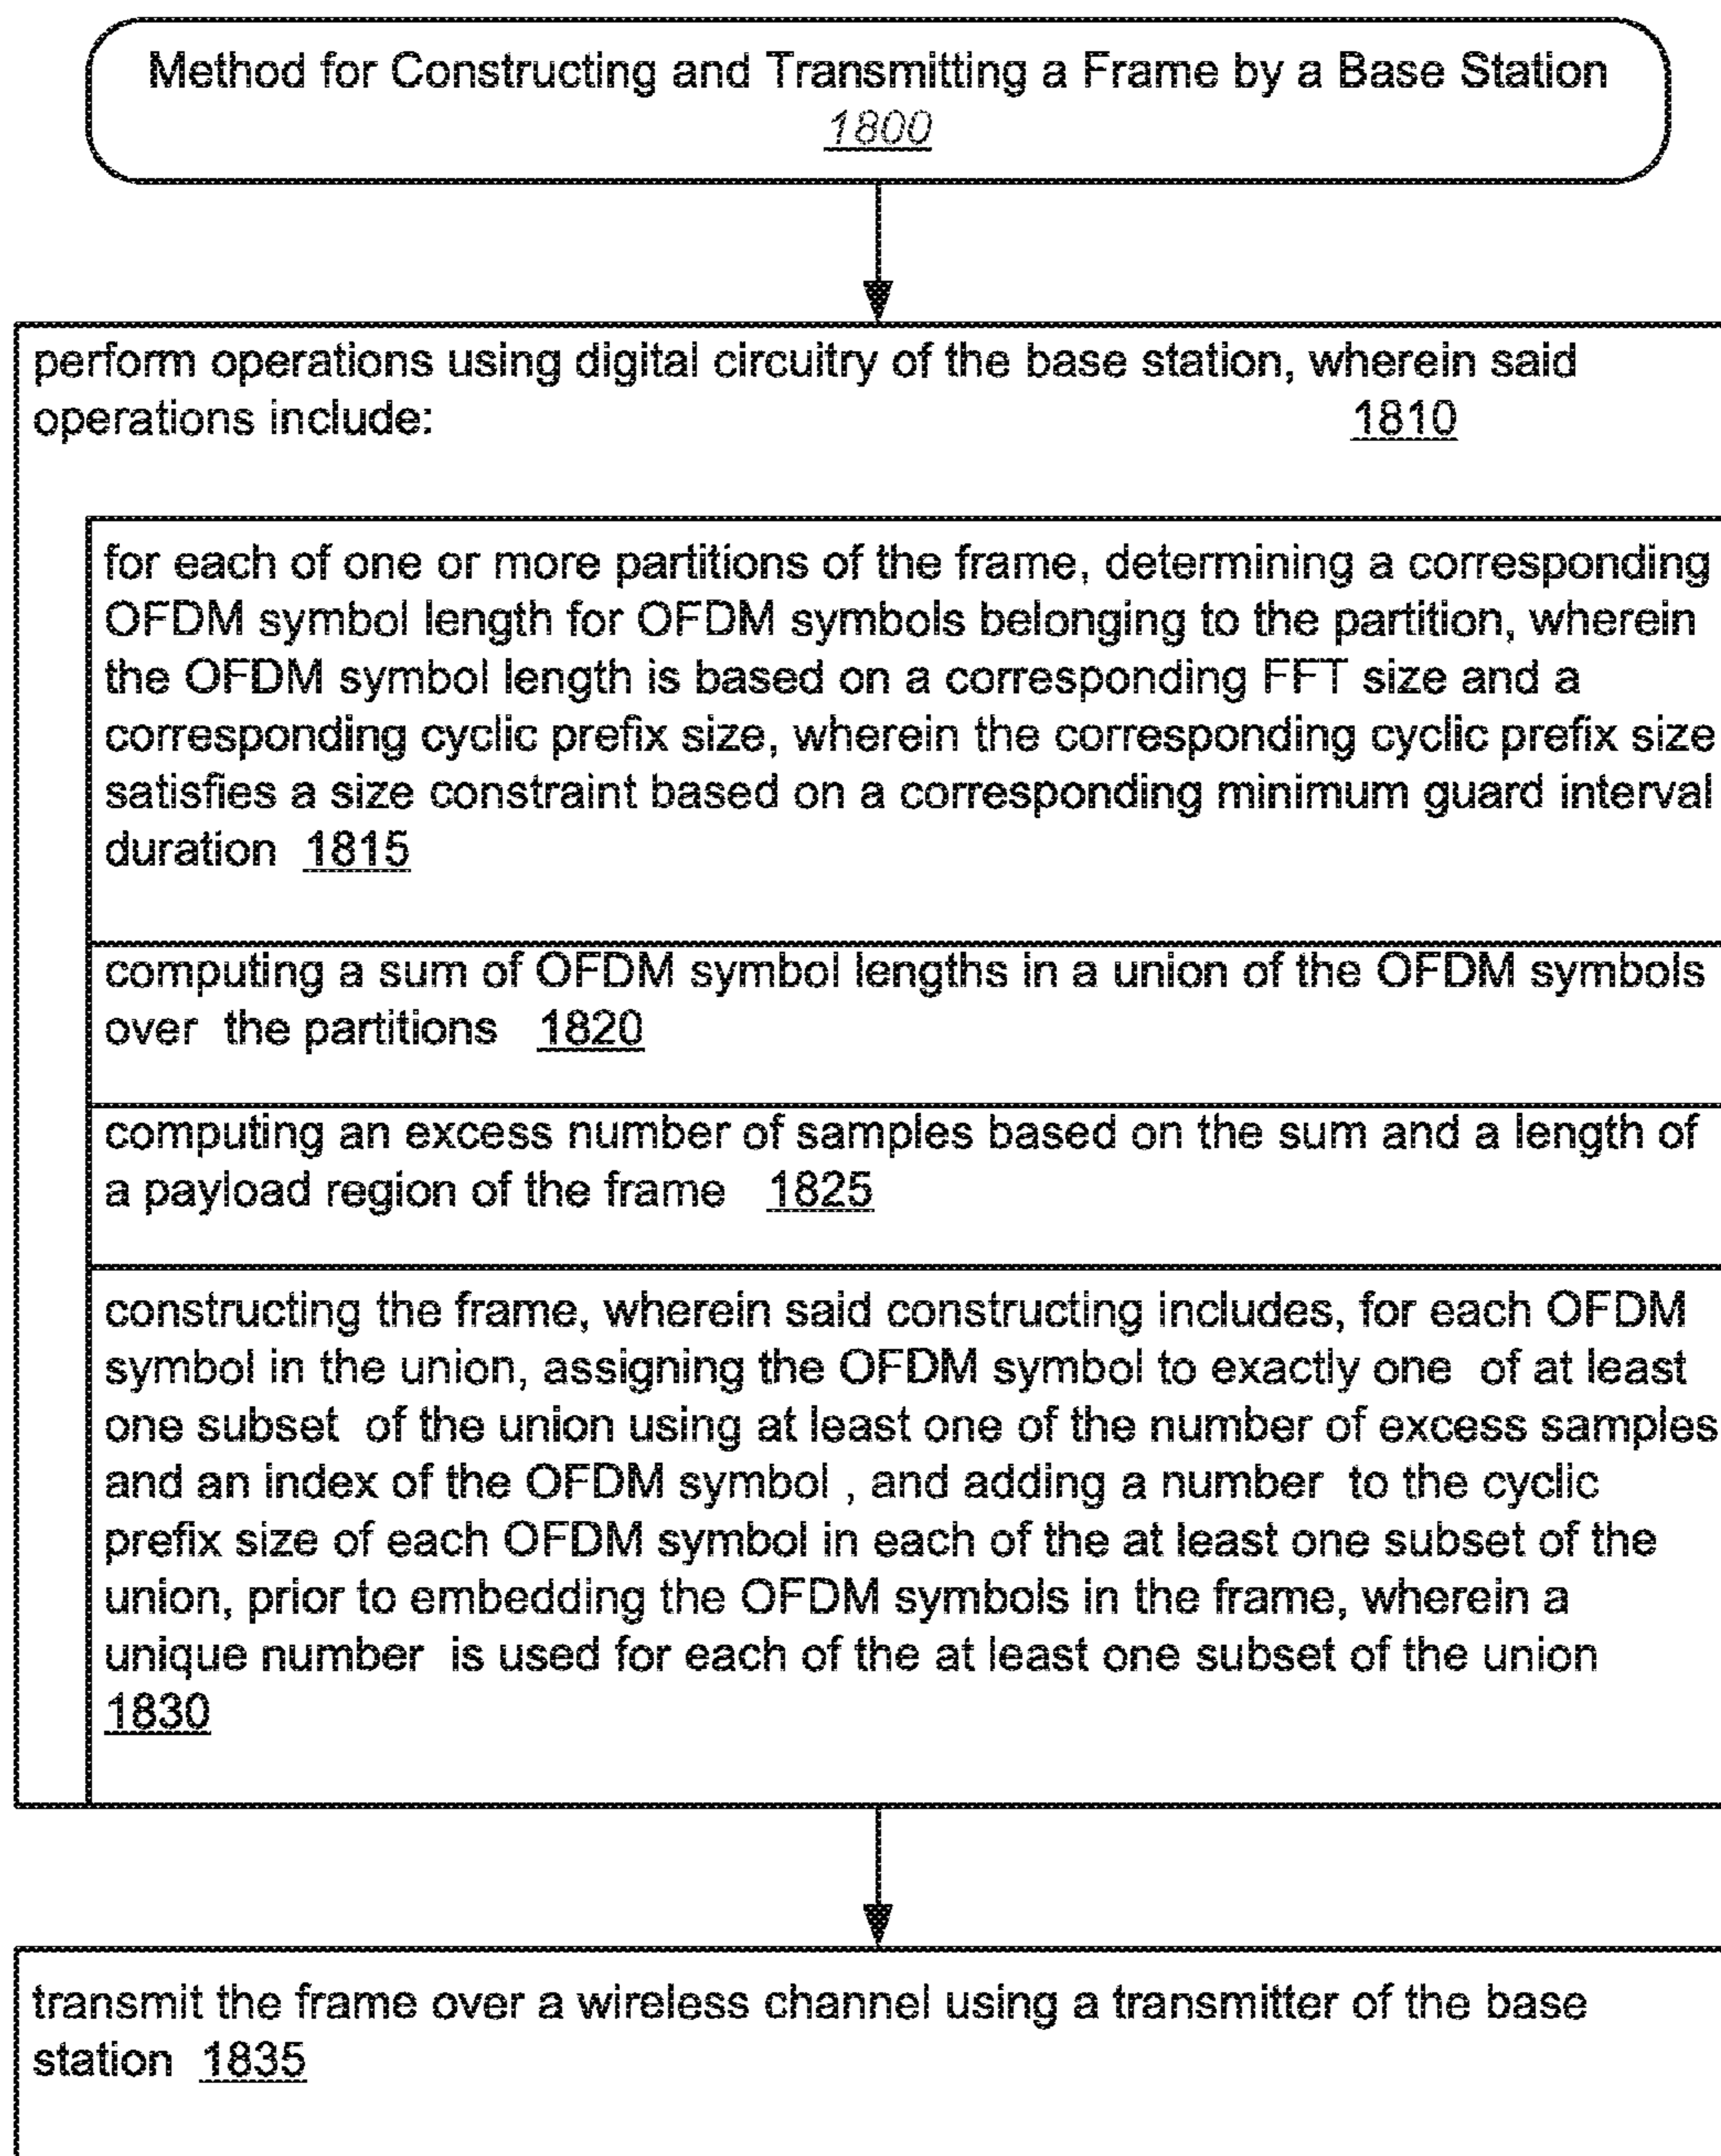 Method for Constructing and Transmitting a Frame by a Base Station
1800
perform operations using digital circuitry of the base station, wherein said
operations include: 1810
for each of one or more partitions of the frame, determining a corresponding
OFDM symbol length for OFDM symbols belonging to the partition, wherein
the OFDM symbol length is based on a corresponding FFT size and a
corresponding cyclic prefix size, wherein the corresponding cyclic prefix size
satisfies a size constraint based on a corresponding minimum guard interval
duration 1815
computing a sum of OFDM symbol lengths in a union of the OFDM symbols
over the partitions 1820
computing an excess number of samples based on the sum and a length of
a payload region of the frame 1825
constructing the frame, wherein said constructing includes, for each OFDM
symbol in the union, assigning the OFDM symbol to exactly one of at least
one subset of the union using at least one of the number of excess samples
and an index of the OFDM symbol , and adding a number to the cyclic
prefix size of each OFDM symbol in each of the at least one subset of the
union, prior to embedding the OFDM symbols in the frame, wherein a
unique number is used for each of the at least one subset of the union
1830
transmit the frame over a wireless channel using a transmitter of the base
station 1835